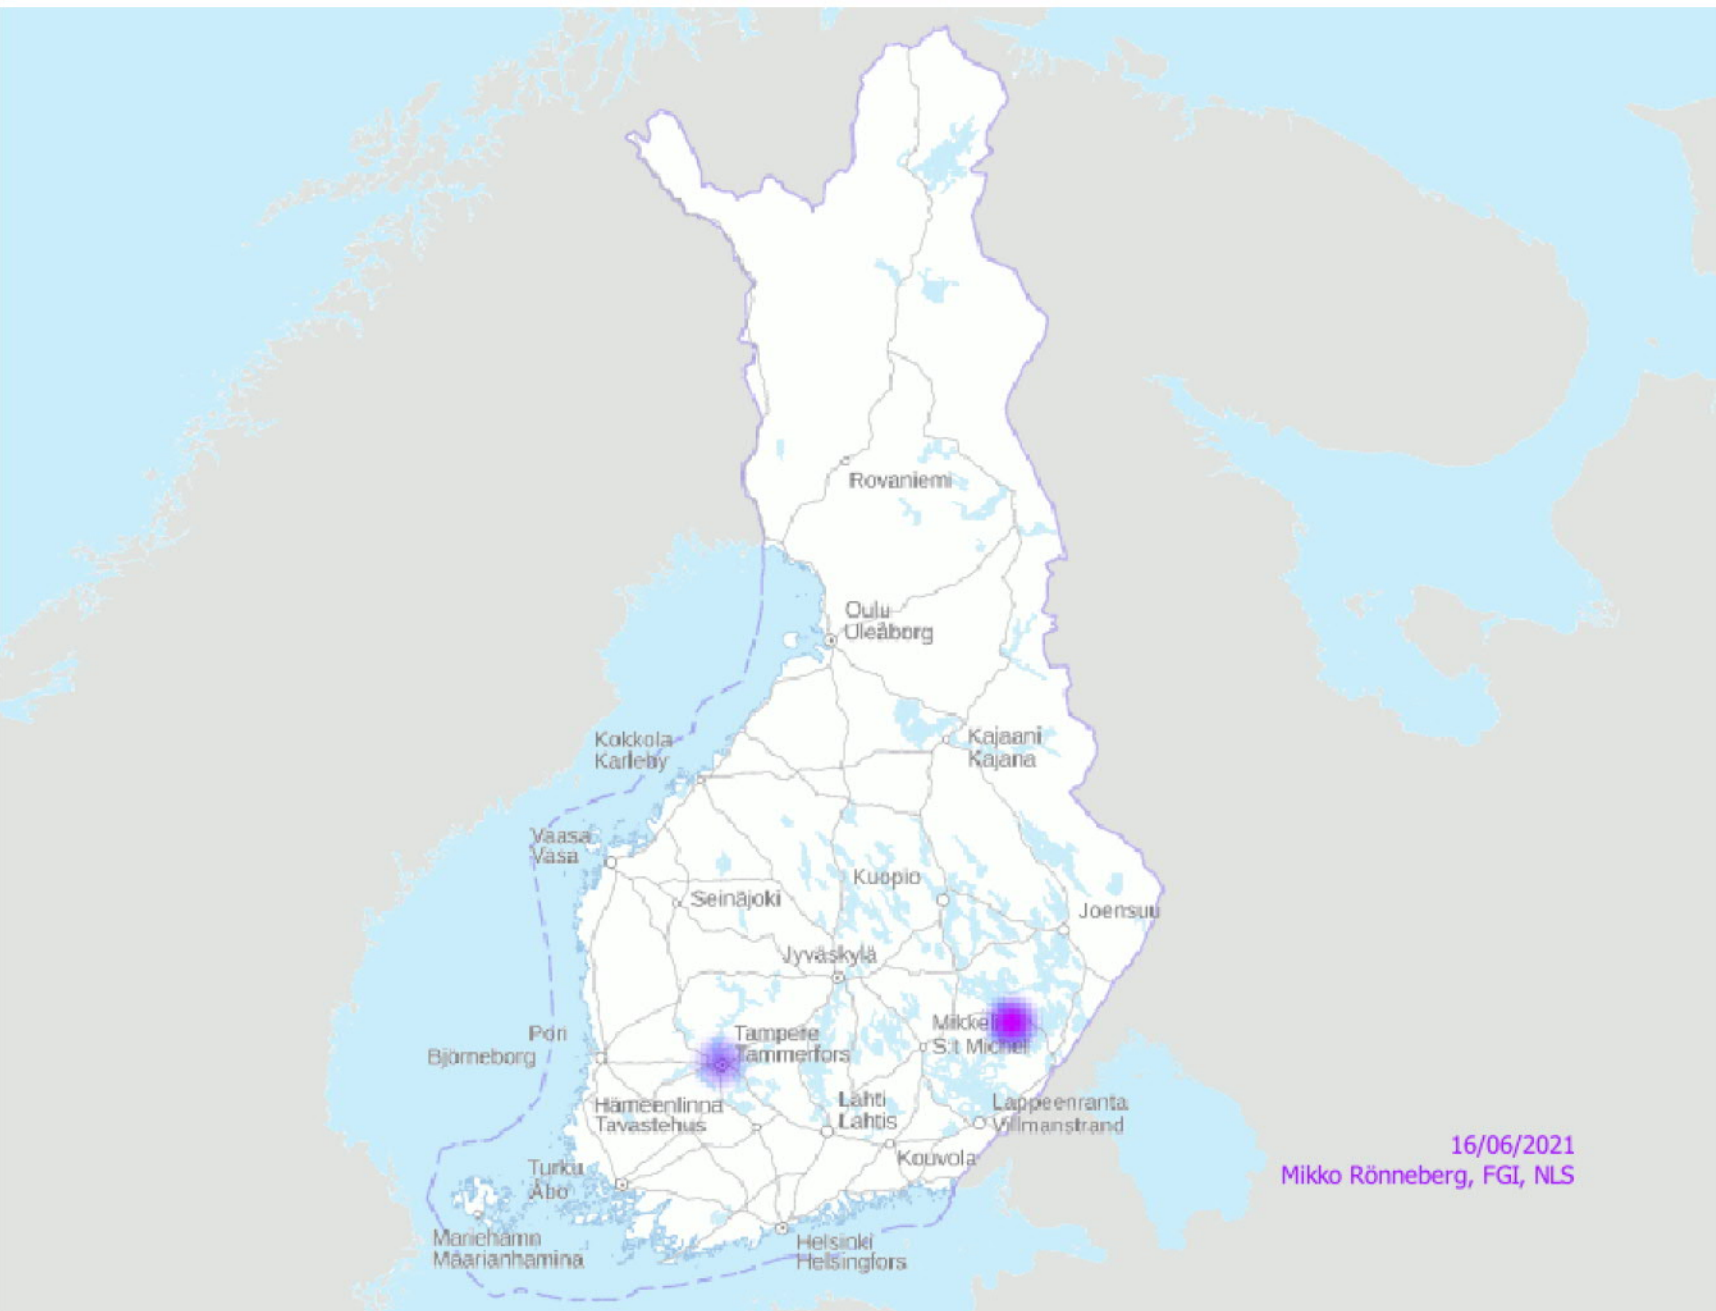 Rovaniemi
Oulu
Uleåborg
Kokkola
Karleby
Kajaani
Kajana
Vaasa
Vasa
Kuopio
Seinäjoki
Joensuu
Jyväskylä
Mikkeli
S:t Michel
Pori
Björneborg
Tampere
Tammerfors
Hämeenlinna
Tavastehus
Lahti
Lahtis
Lappeenranta
Villmanstrand
Kouvola
Turku
Åbo
Mariehamn
Maarianhamina
Helsinki
Helsingfors
16/06/2021
Mikko Rönneberg, FGI, NLS